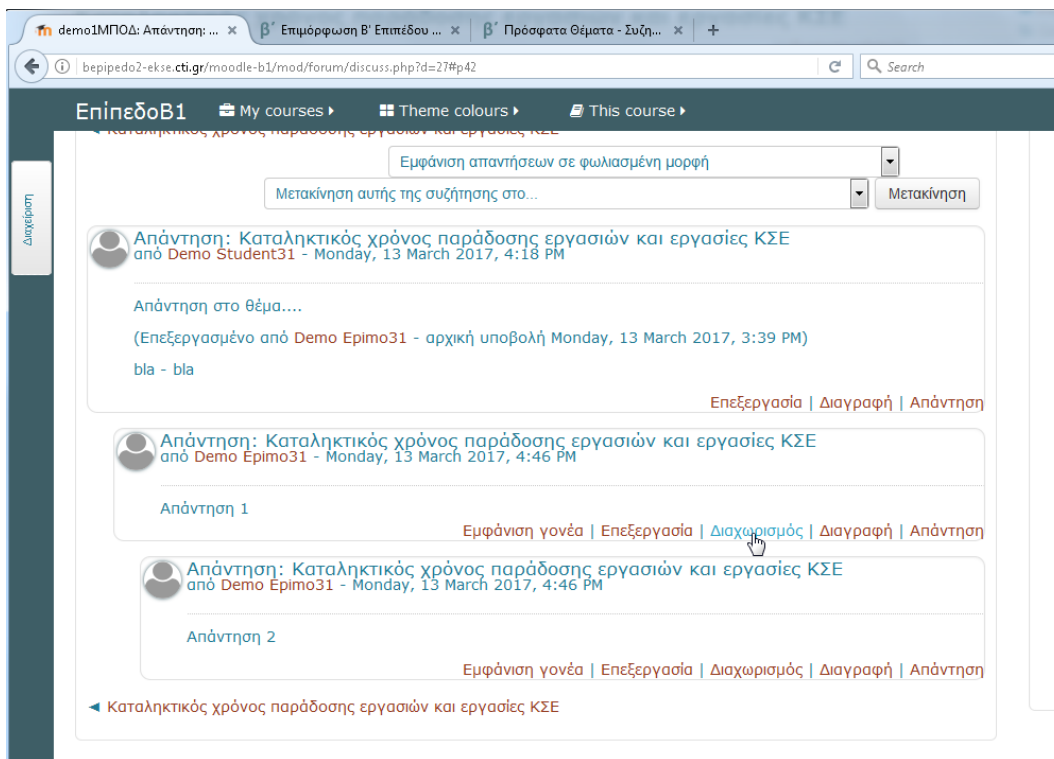 demo1ΜΠΟΔ: Απάντηση: ... × β΄ Επιμόρφωση Β' Επιπέδου ... × β΄ Πρόσφατα Θέματα - Συζη... × +
bepipedo2-ekse.cti.gr/moodle-b1/mod/forum/discuss.php?d=27#p42 Search
ΕπίπεδοB1 My courses Theme colours This course
Καταληκτικός χρόνος παράδοσης εργασιών και εργασίες ΚΣΕ
Εμφάνιση απαντήσεων σε φωλιασμένη μορφή
Μετακίνηση αυτής της συζήτησης στο... Μετακίνηση
Διαχείριση
Απάντηση: Καταληκτικός χρόνος παράδοσης εργασιών και εργασίες ΚΣΕ
από Demo Student31 - Monday, 13 March 2017, 4:18 PM
Απάντηση στο θέμα....
(Επεξεργασμένο από Demo Epimo31 - αρχική υποβολή Monday, 13 March 2017, 3:39 PM)
bla - bla
Επεξεργασία | Διαγραφή | Απάντηση
Απάντηση: Καταληκτικός χρόνος παράδοσης εργασιών και εργασίες ΚΣΕ
από Demo Epimo31 - Monday, 13 March 2017, 4:46 PM
Απάντηση 1
Εμφάνιση γονέα | Επεξεργασία | Διαχωρισμός | Διαγραφή | Απάντηση
Απάντηση: Καταληκτικός χρόνος παράδοσης εργασιών και εργασίες ΚΣΕ
από Demo Epimo31 - Monday, 13 March 2017, 4:46 PM
Απάντηση 2
Εμφάνιση γονέα | Επεξεργασία | Διαχωρισμός | Διαγραφή | Απάντηση
◄ Καταληκτικός χρόνος παράδοσης εργασιών και εργασίες ΚΣΕ